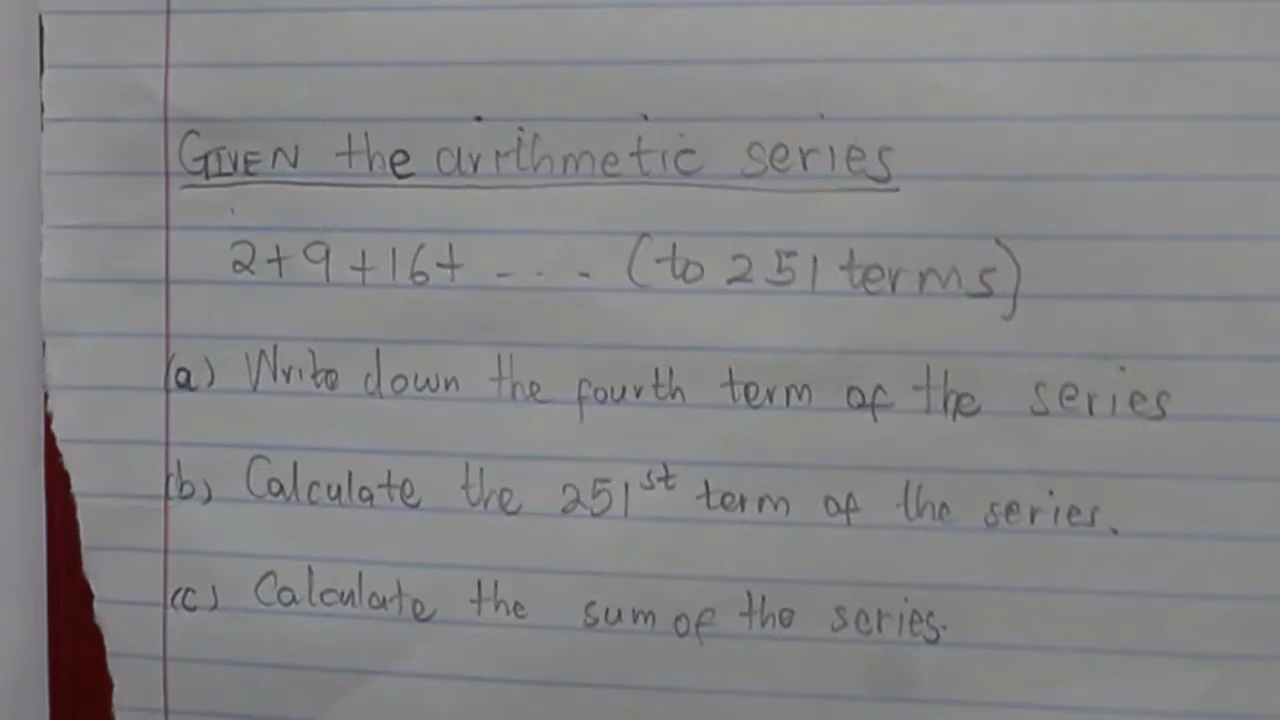 GIVEN the arithmetic series
2+9+16+ .... (to 251 terms)
(a) Write down the fourth term of the series
(b) Calculate the 251st term of the series.
(c) Calculate the sum of the series.